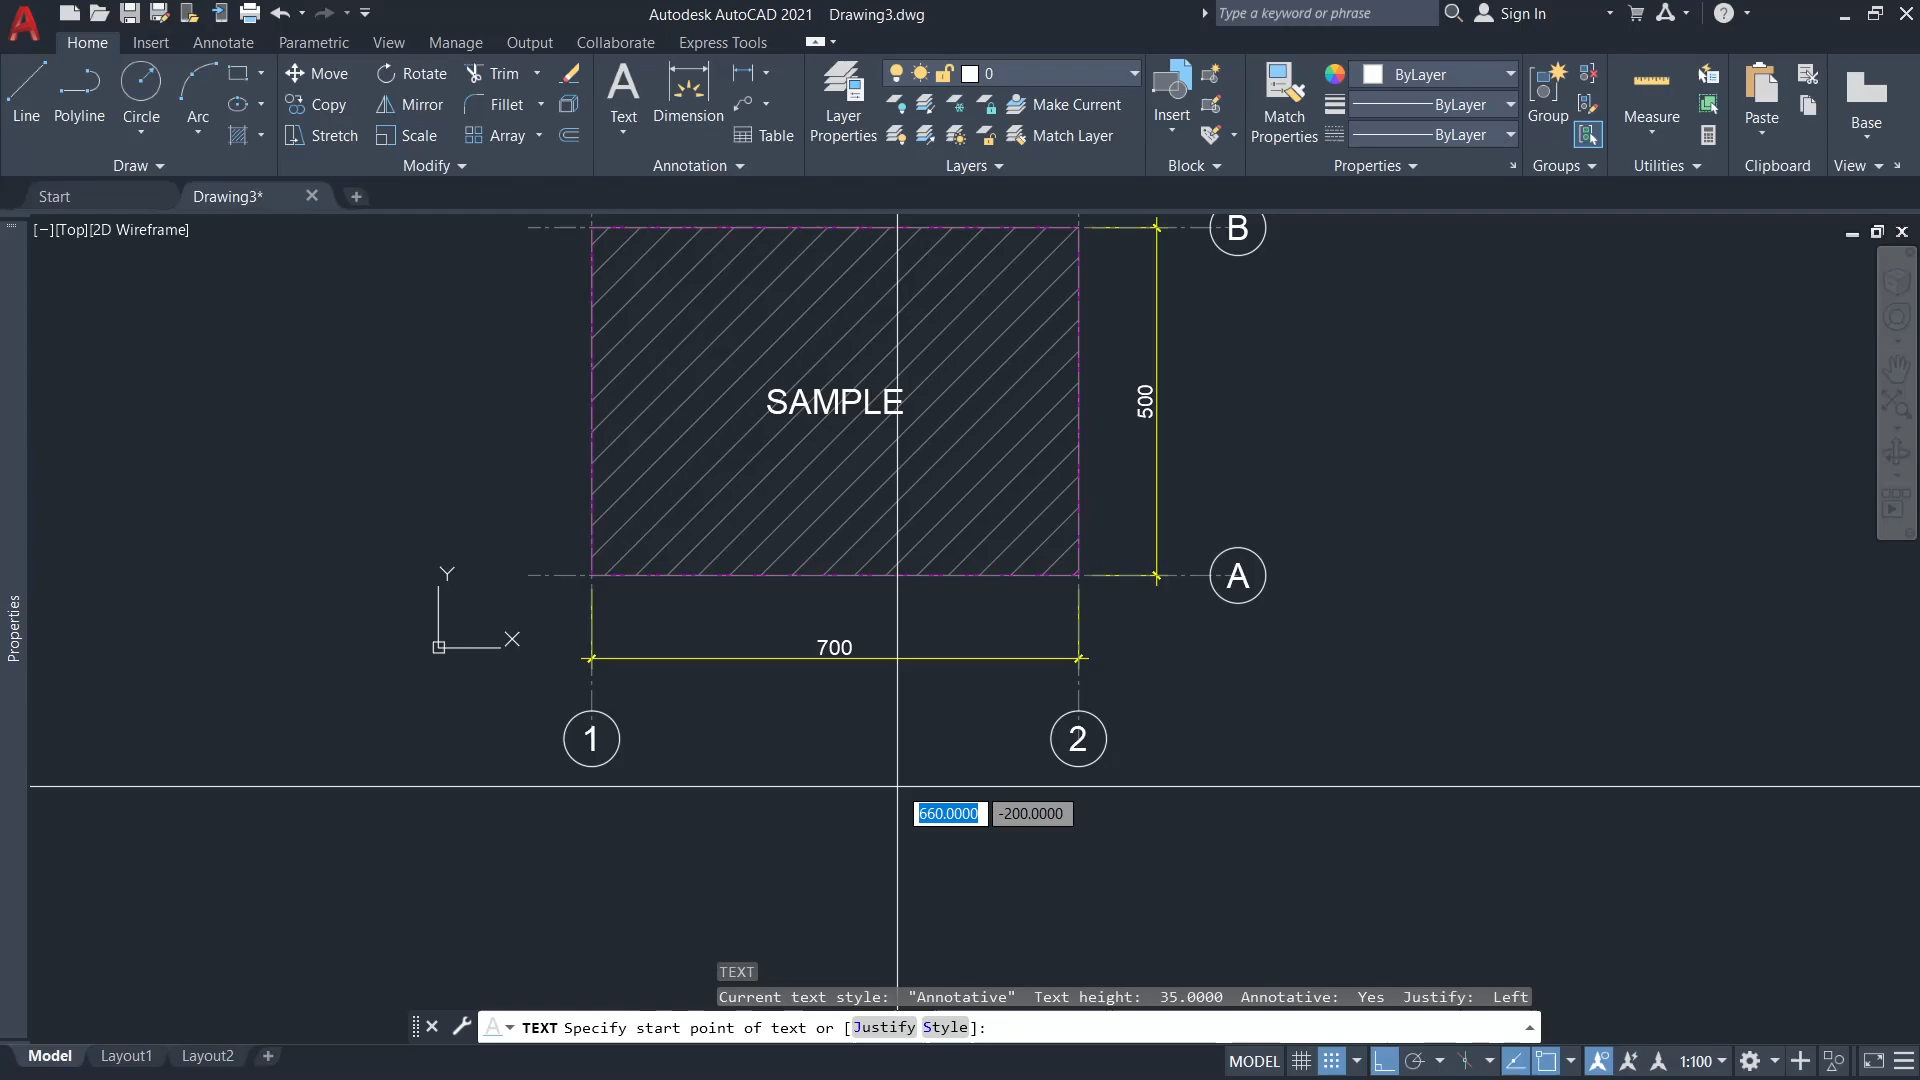 Autodesk AutoCAD 2021 Drawing3.dwg
Type a keyword or phrase
Sign In
Home Insert Annotate Parametric View Manage Output Collaborate Express Tools
Line Polyline Circle Arc
Draw
Move Rotate Trim
Copy Mirror Fillet
Stretch Scale Array
Modify
Text Dimension Table
Annotation
Layer Properties
0
Make Current
Match Layer
Layers
Insert
Block
Match Properties
ByLayer
ByLayer
ByLayer
Properties
Group
Groups
Measure
Utilities
Paste
Clipboard
Base
View
Start Drawing3*
[−][Top][2D Wireframe]
B
SAMPLE
500
Y
A
X
700
Properties
1 2
660.0000 -200.0000
TEXT
Current text style: "Annotative" Text height: 35.0000 Annotative: Yes Justify: Left
TEXT Specify start point of text or [Justify Style]:
Model Layout1 Layout2
MODEL 1:100